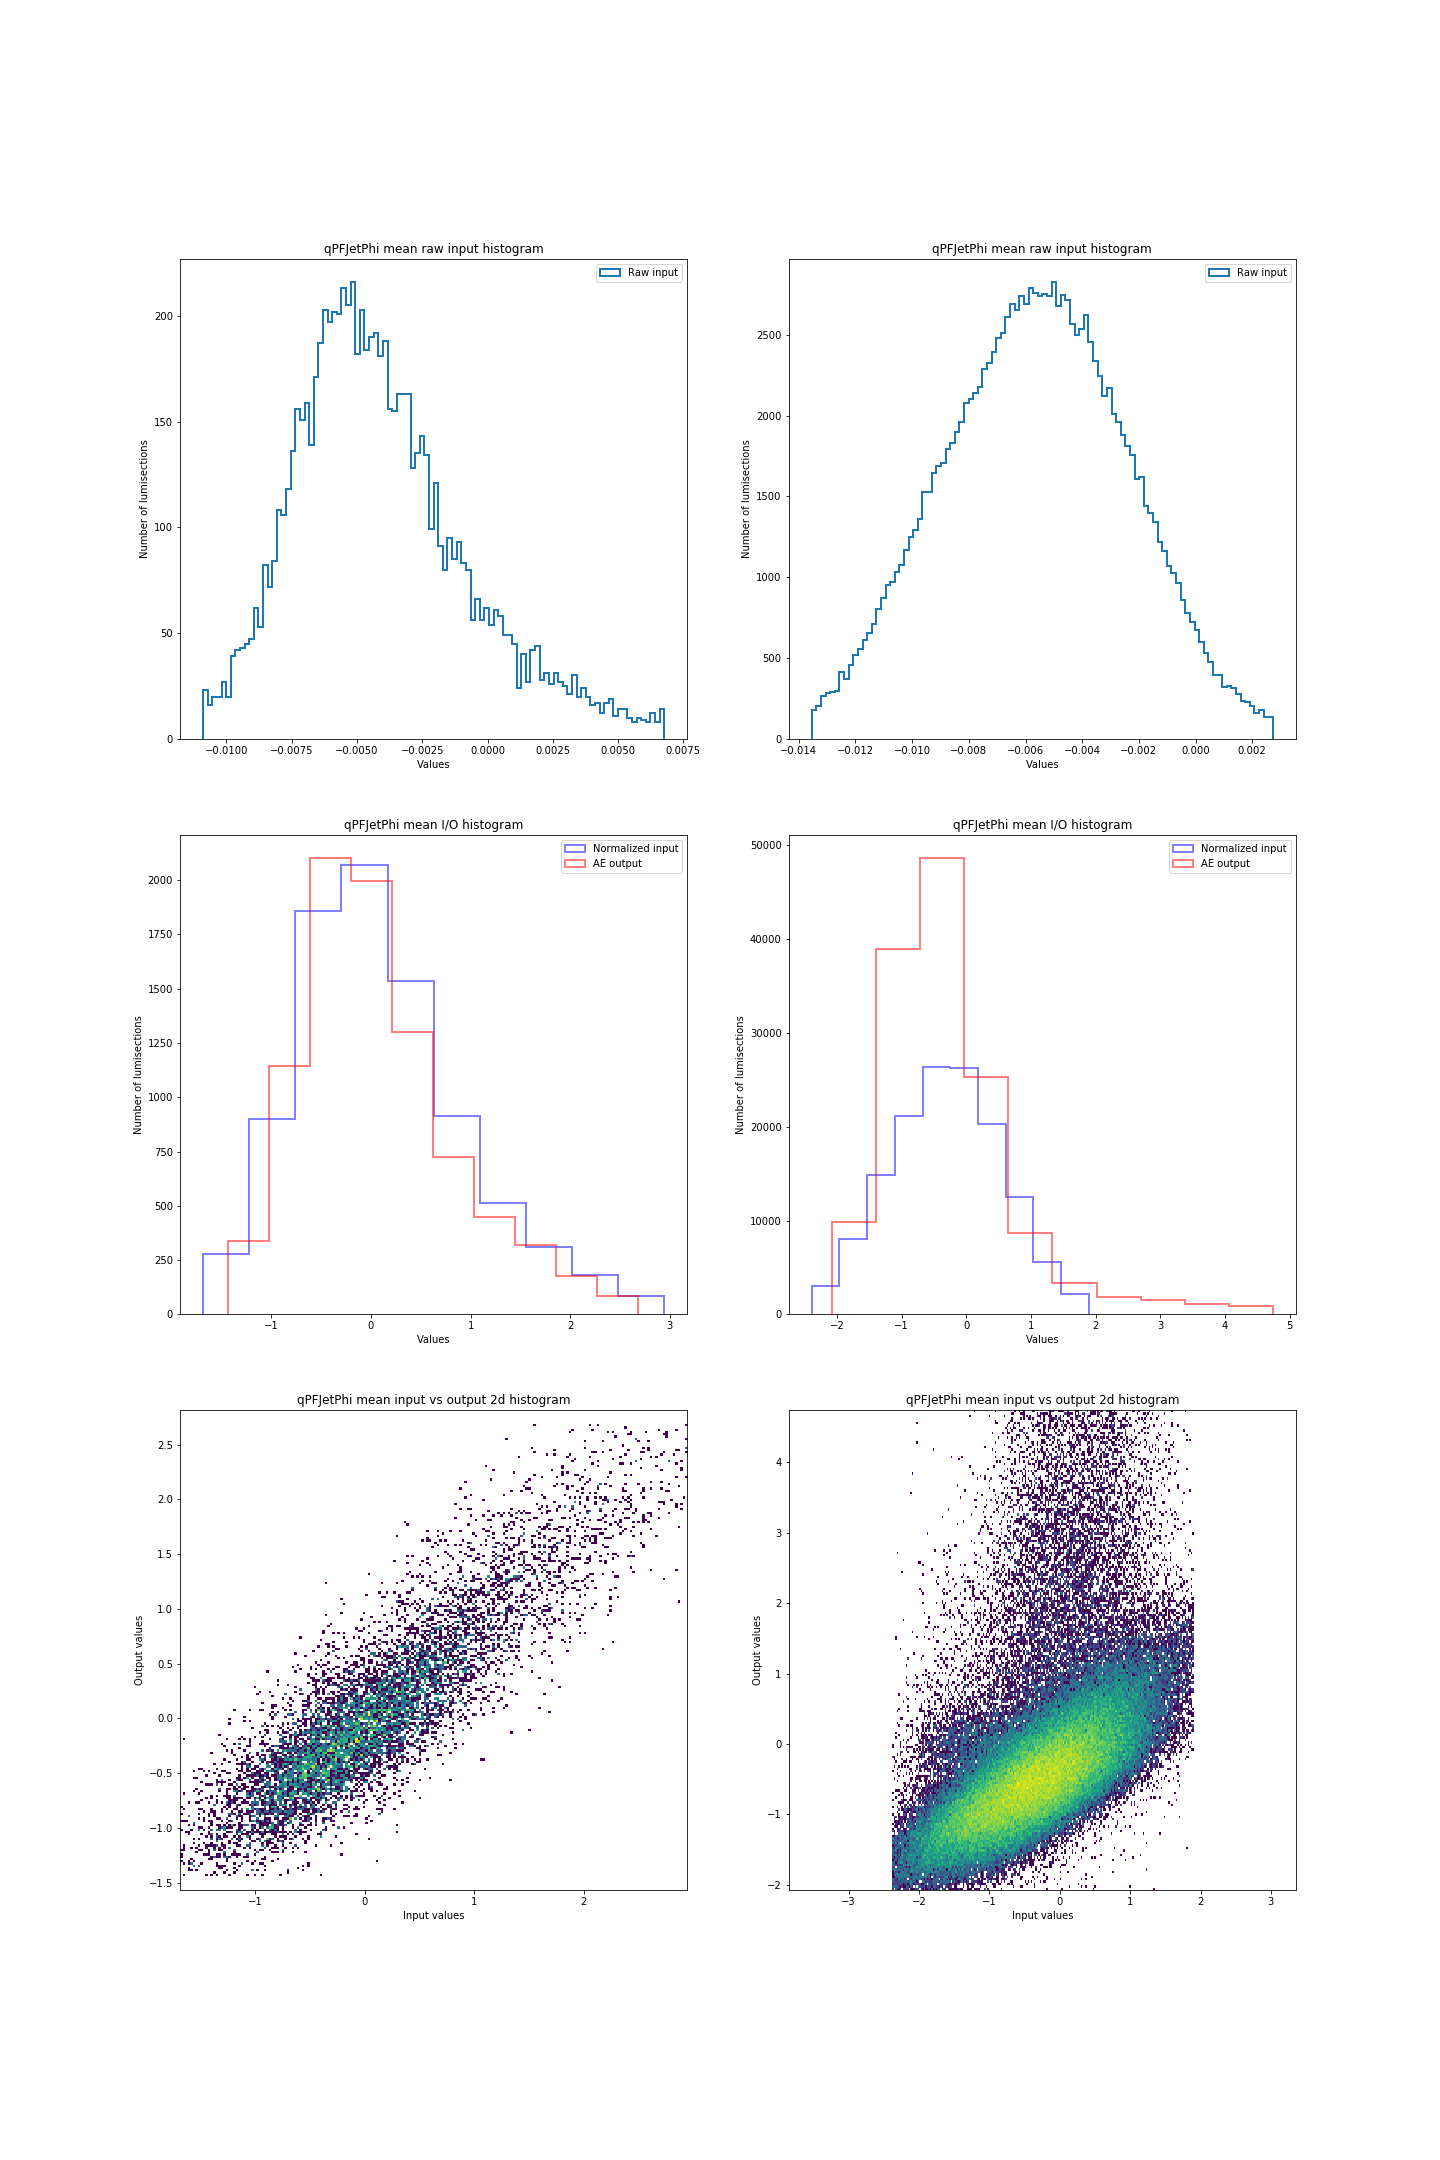 qPFJetPhi mean raw input histogram
Raw input
Number of lumisections
200
150
100
50
0
−0.0100 −0.0075 −0.0050 −0.0025 0.0000 0.0025 0.0050 0.0075
Values
qPFJetPhi mean raw input histogram
Raw input
Number of lumisections
2500
2000
1500
1000
500
0
−0.014 −0.012 −0.010 −0.008 −0.006 −0.004 −0.002 0.000 0.002
Values
qPFJetPhi mean I/O histogram
Normalized input
AE output
Number of lumisections
2000
1750
1500
1250
1000
750
500
250
0
−1 0 1 2 3
Values
qPFJetPhi mean I/O histogram
Normalized input
AE output
Number of lumisections
50000
40000
30000
20000
10000
0
−2 −1 0 1 2 3 4 5
Values
qPFJetPhi mean input vs output 2d histogram
Output values
2.5
2.0
1.5
1.0
0.5
0.0
−0.5
−1.0
−1.5
−1 0 1 2
Input values
qPFJetPhi mean input vs output 2d histogram
Output values
4
3
2
1
0
−1
−2
−3 −2 −1 0 1 2 3
Input values